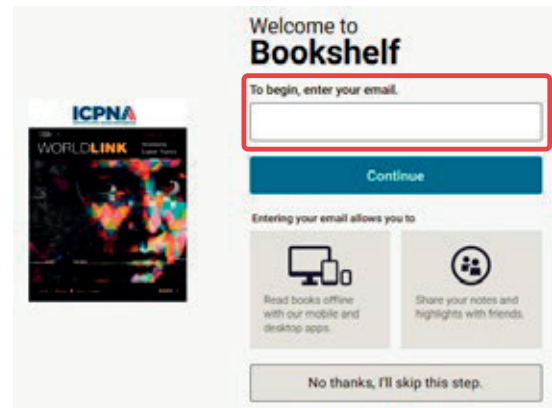 ICPNA
WORLDLINK
Welcome to
Bookshelf
To begin, enter your email.
Continue
Entering your email allows you to
Read books offline
with our mobile and
desktop apps.
Share your notes and
highlights with friends.
No thanks, I'll skip this step.